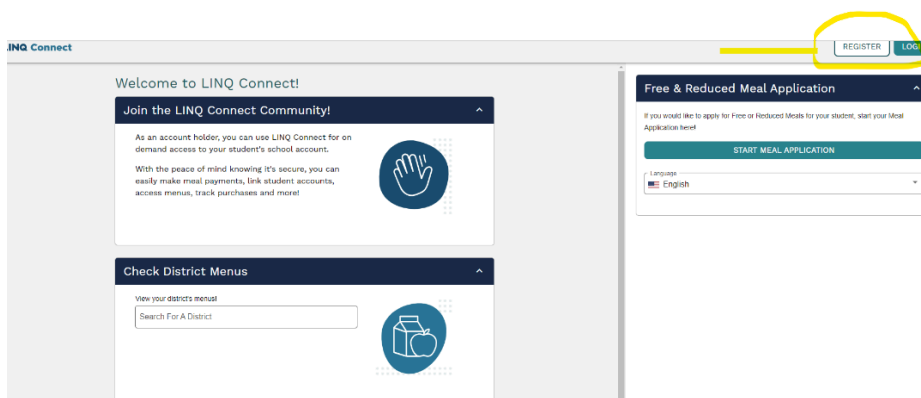 LINQ Connect
REGISTER
Welcome to LINQ Connect!
Join the LINQ Connect Community!
As an account holder, you can use LINQ Connect for on
demand access to your student's school account.
With the peace of mind knowing it's secure, you can
easily make meal payments, link student accounts,
access menus, track purchases and more!
Check District Menus
View your district's menus!
Search For A District
Free & Reduced Meal Application
If you would like to apply for Free or Reduced Meals for your student, start your Meal
Application here!
START MEAL APPLICATION
Language
English